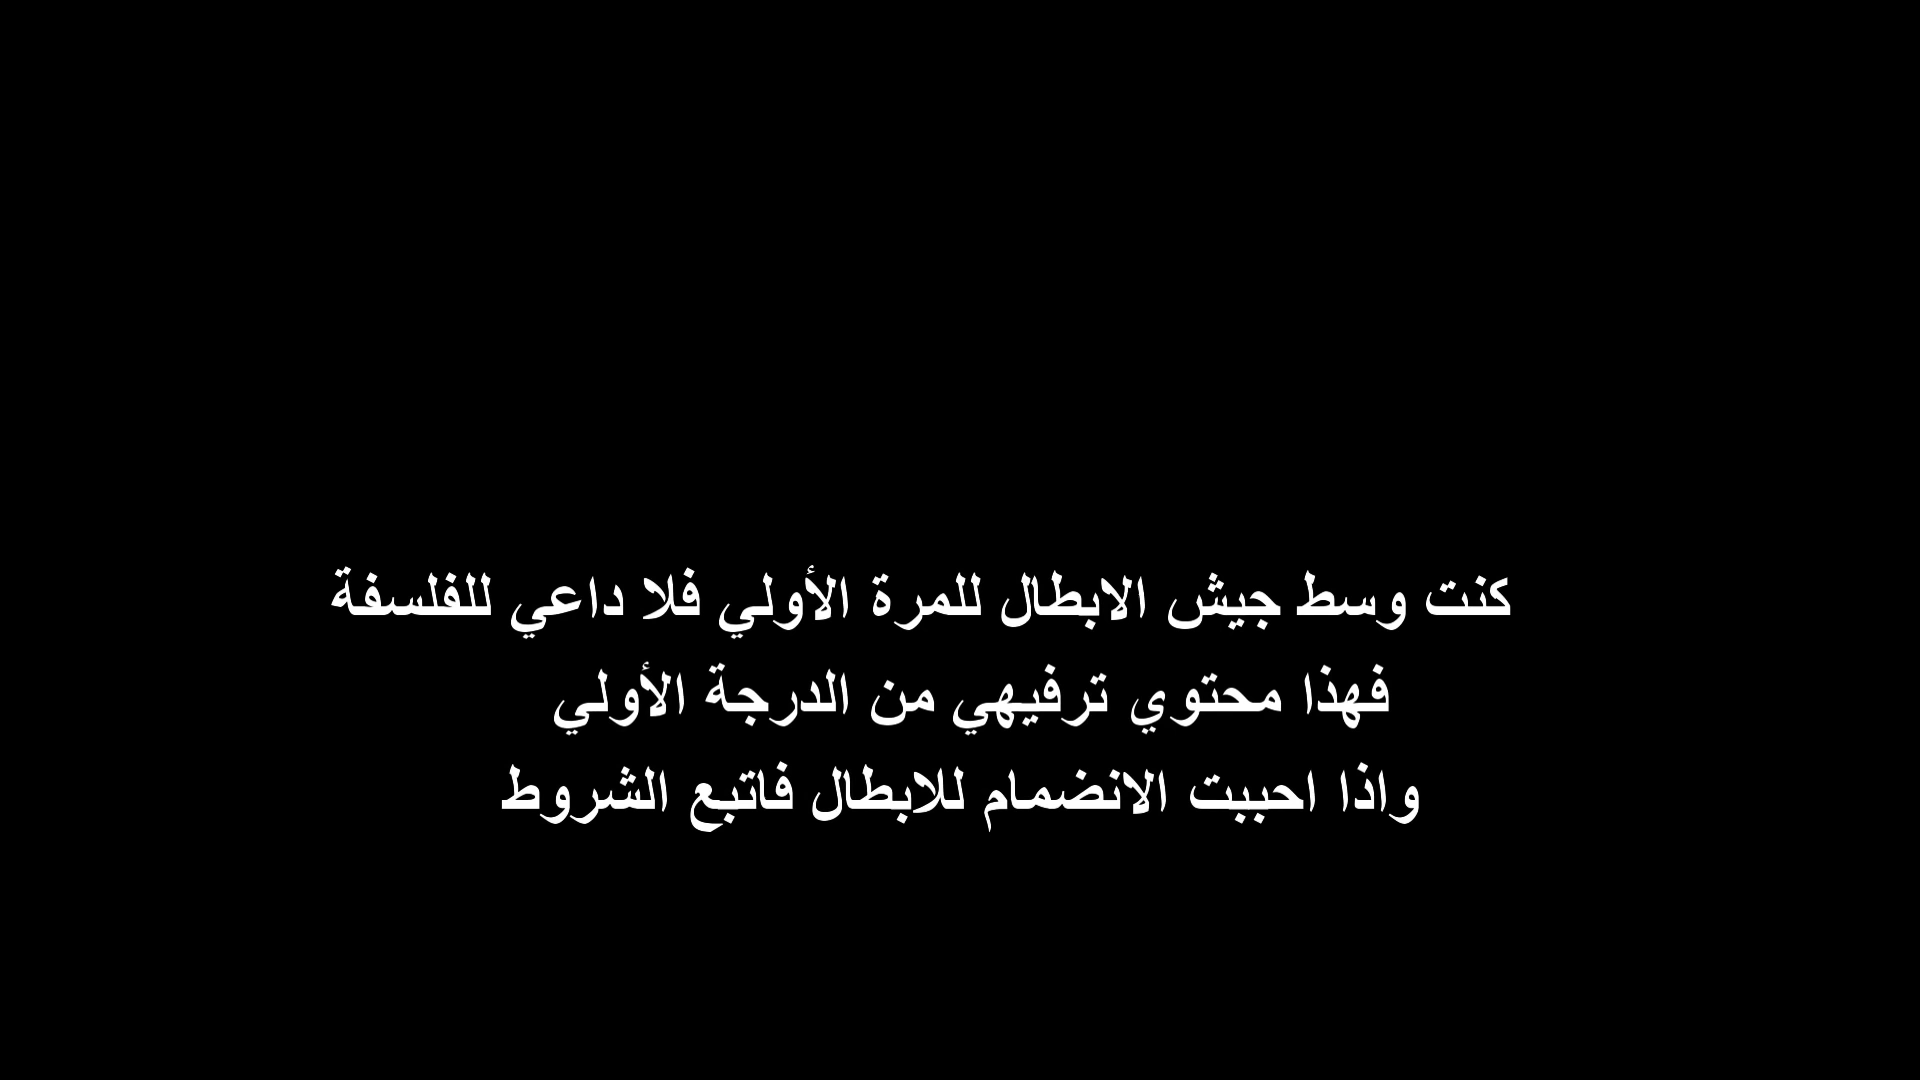 كنت وسط جيش الابطال للمرة الأولي فلا داعي للفلسفة
فهذا محتوي ترفيهي من الدرجة الأولي
واذا احببت الانضمام للابطال فاتبع الشروط